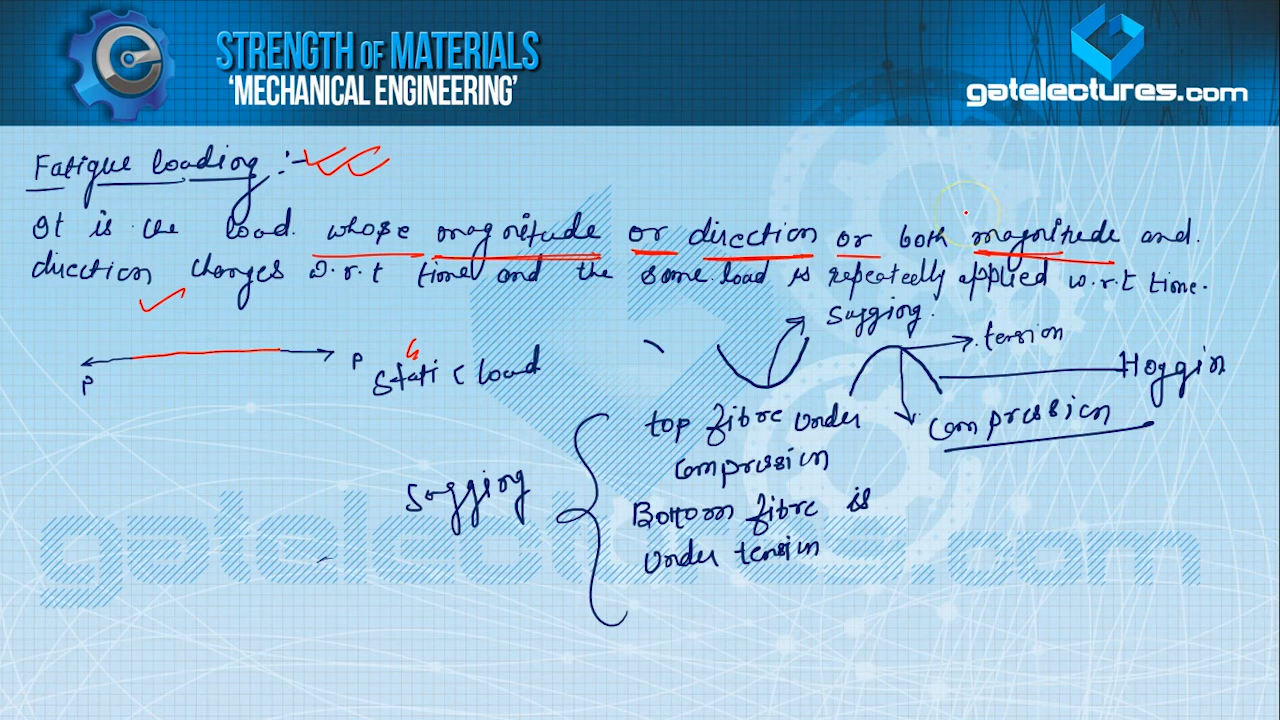 STRENGTH OF MATERIALS
'MECHANICAL ENGINEERING'
gatelectures.com
Fatigue loading :-
It is the load whose magnitude or direction or both magnitude and
direction changes w.r.t time and the same load is repeatedly applied w.r.t time.
Sagging
tension
P
P
Static load
Hoggin
Compression
top fibre under
Compression
Sagging
Bottom fibre is
under tension
gatelectures.com